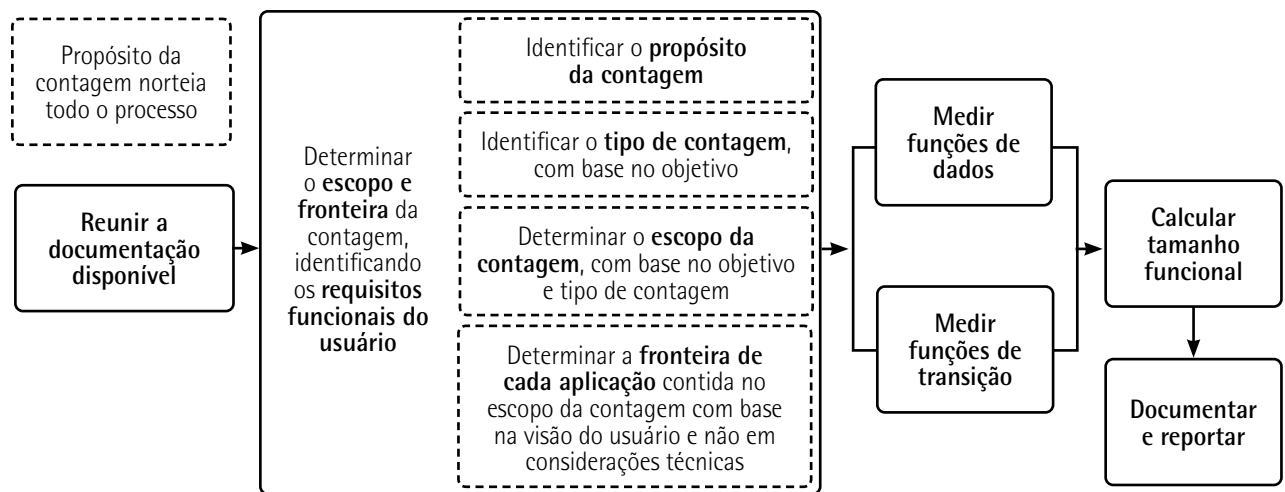 Propósito da
contagem norteia
todo o processo
Reunir a
documentação
disponível
Determinar
o escopo e
fronteira da
contagem,
identificando
os requisitos
funcionais do
usuário
Identificar o propósito
da contagem
Identificar o tipo de contagem,
com base no objetivo
Determinar o escopo da
contagem, com base no objetivo
e tipo de contagem
Determinar a fronteira de
cada aplicação contida no
escopo da contagem com base
na visão do usuário e não em
considerações técnicas
Medir
funções de
dados
Medir
funções de
transição
Calcular
tamanho
funcional
Documentar
e reportar